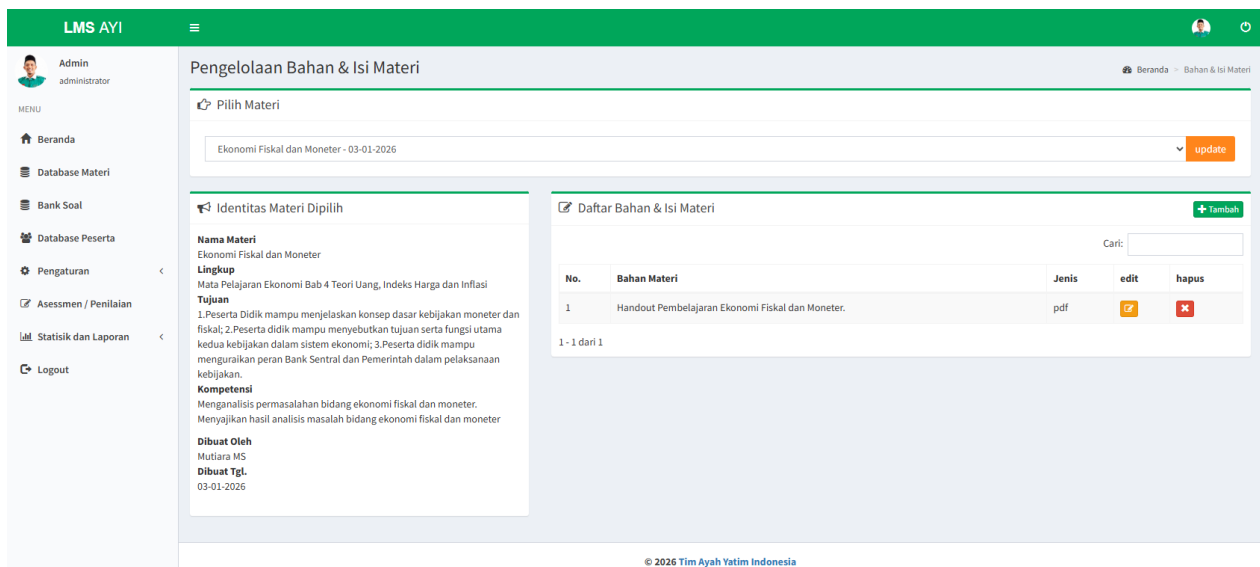 LMS AYI
Admin
administrator
MENU
Beranda
Database Materi
Bank Soal
Database Peserta
Pengaturan
Asessmen / Penilaian
Statisik dan Laporan
Logout
Pengelolaan Bahan & Isi Materi
Beranda > Bahan & Isi Materi
Pilih Materi
Ekonomi Fiskal dan Moneter - 03-01-2026
update
Identitas Materi Dipilih
Nama Materi
Ekonomi Fiskal dan Moneter
Lingkup
Mata Pelajaran Ekonomi Bab 4 Teori Uang, Indeks Harga dan Inflasi
Tujuan
1.Peserta Didik mampu menjelaskan konsep dasar kebijakan moneter dan
fiskal; 2.Peserta didik mampu menyebutkan tujuan serta fungsi utama
kedua kebijakan dalam sistem ekonomi; 3.Peserta didik mampu
menguraikan peran Bank Sentral dan Pemerintah dalam pelaksanaan
kebijakan.
Kompetensi
Menganalisis permasalahan bidang ekonomi fiskal dan moneter.
Menyajikan hasil analisis masalah bidang ekonomi fiskal dan moneter
Dibuat Oleh
Mutiara MS
Dibuat Tgl.
03-01-2026
Daftar Bahan & Isi Materi
Tambah
Cari:
No. Bahan Materi Jenis edit hapus
1 Handout Pembelajaran Ekonomi Fiskal dan Moneter. pdf
1 - 1 dari 1
© 2026 Tim Ayah Yatim Indonesia